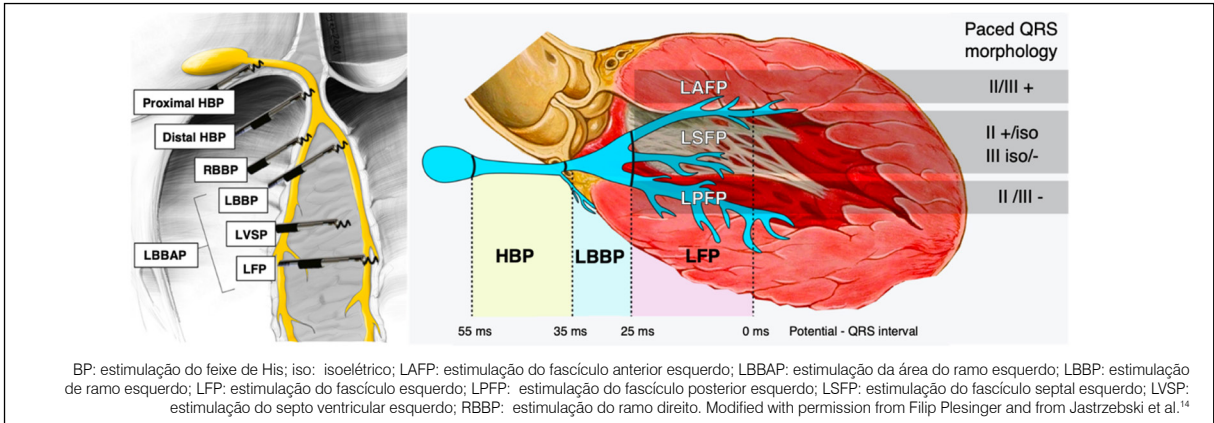 Proximal HBP
Distal HBP
RBBP
LBBP
LVSP
LBBAP
LFP
Paced QRS
morphology
LAFP
II/III +
LSFP
II +/iso
III iso/-
LPFP
II /III -
HBP
LBBP
LFP
55 ms
35 ms
25 ms
0 ms
Potential - QRS interval
BP: estimulação do feixe de His; iso: isoelétrico; LAFP: estimulação do fascículo anterior esquerdo; LBBAP: estimulação da área do ramo esquerdo; LBBP: estimulação
de ramo esquerdo; LFP: estimulação do fascículo esquerdo; LPFP: estimulação do fascículo posterior esquerdo; LSFP: estimulação do fascículo septal esquerdo; LVSP:
estimulação do septo ventricular esquerdo; RBBP: estimulação do ramo direito. Modified with permission from Filip Plesinger and from Jastrzebski et al.14